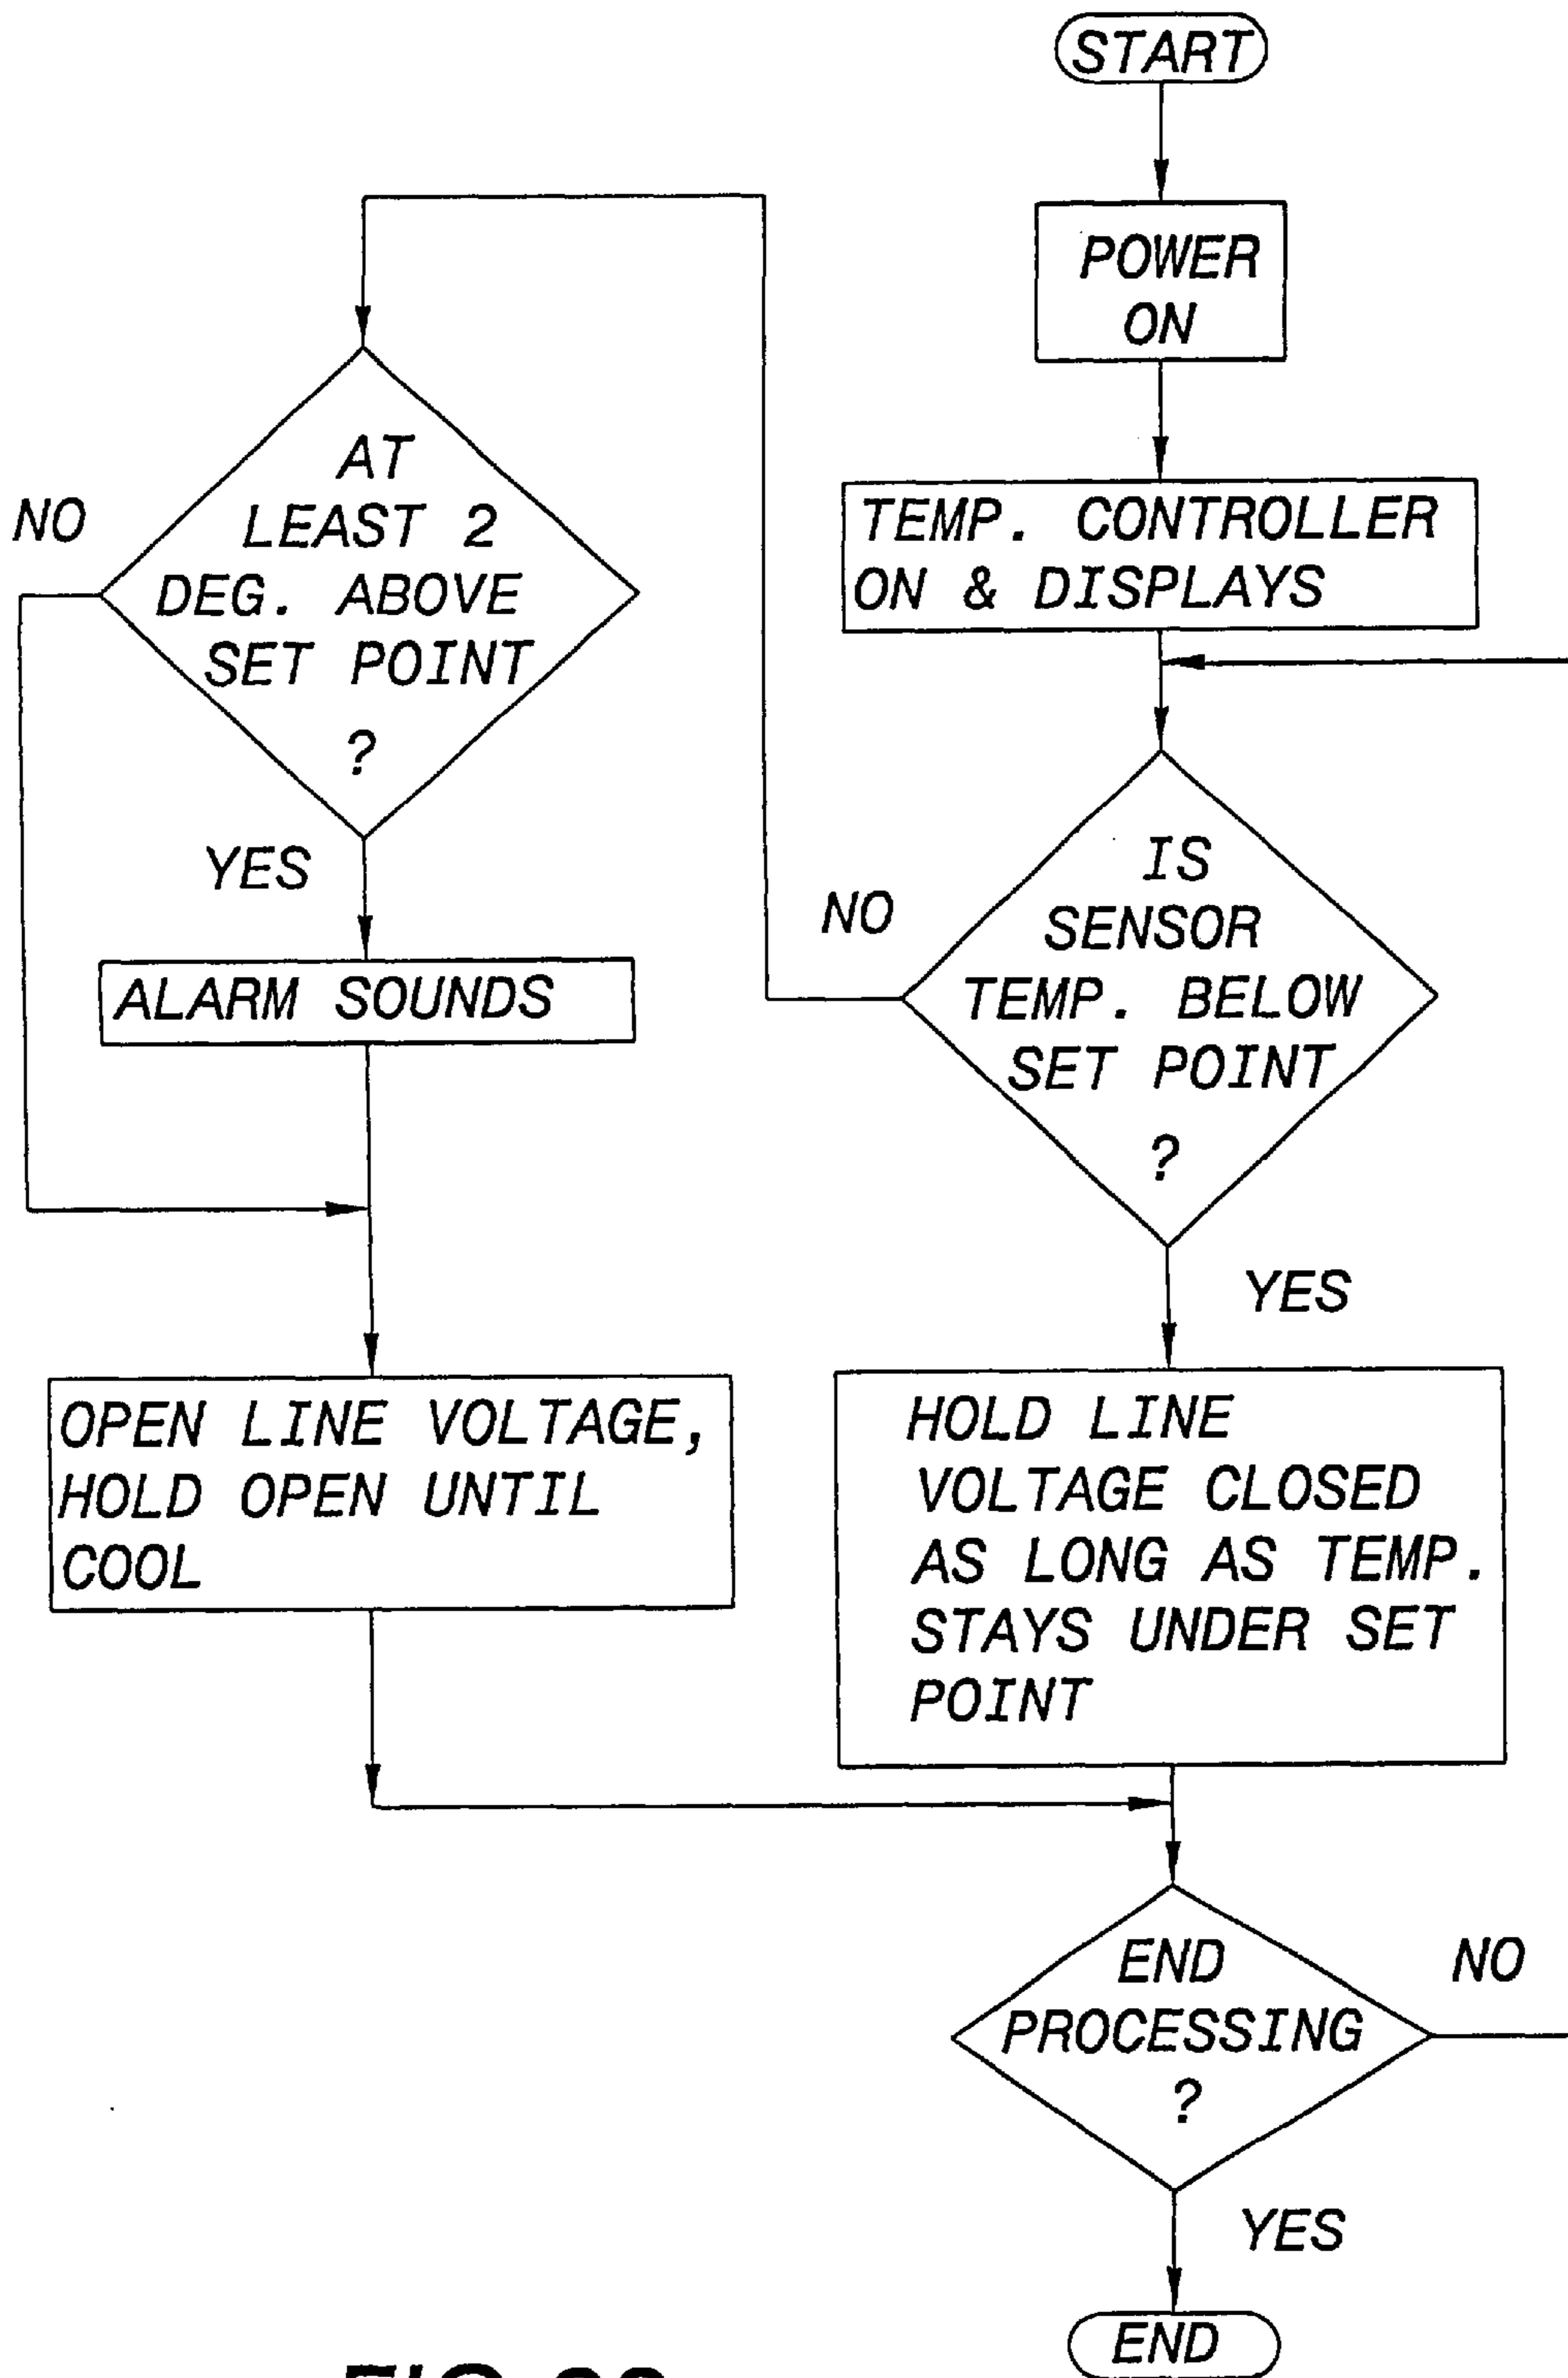 START
POWER
ON
TEMP. CONTROLLER
ON & DISPLAYS
IS
SENSOR
TEMP. BELOW
SET POINT
?
NO
YES
AT
LEAST 2
DEG. ABOVE
SET POINT
?
NO
YES
ALARM SOUNDS
OPEN LINE VOLTAGE,
HOLD OPEN UNTIL
COOL
HOLD LINE
VOLTAGE CLOSED
AS LONG AS TEMP.
STAYS UNDER SET
POINT
END
PROCESSING
?
NO
YES
END